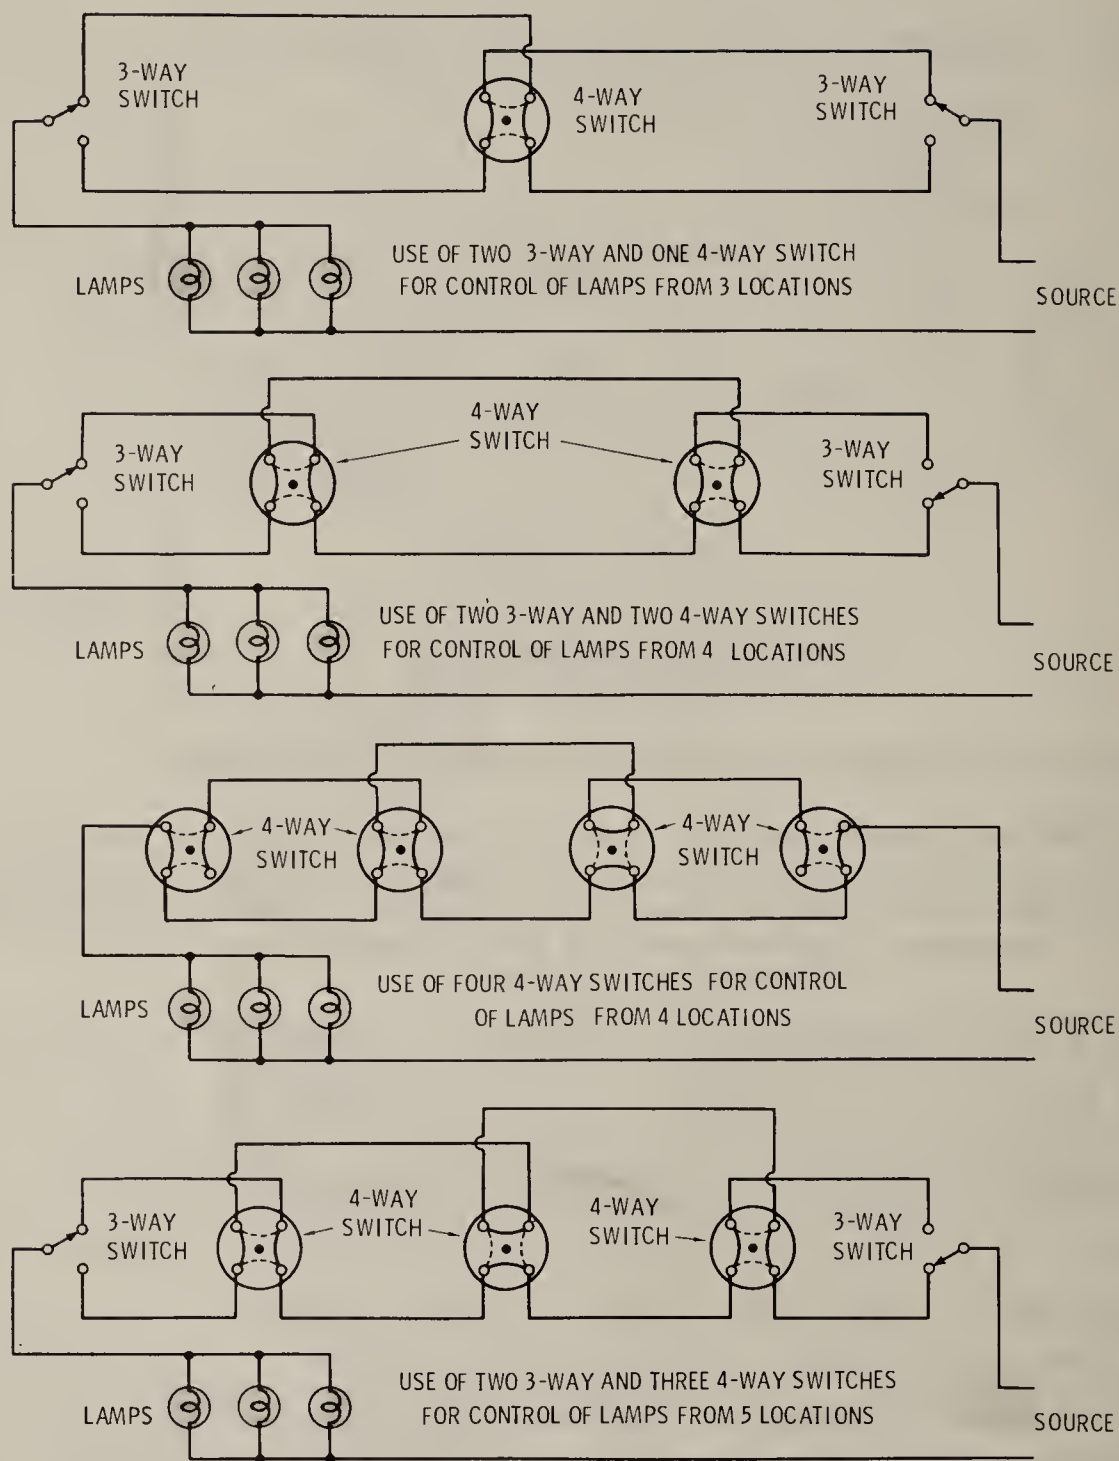 3-WAY
SWITCH
4-WAY
SWITCH
3-WAY
SWITCH
LAMPS
USE OF TWO 3-WAY AND ONE 4-WAY SWITCH
FOR CONTROL OF LAMPS FROM 3 LOCATIONS
SOURCE
3-WAY
SWITCH
4-WAY
SWITCH
3-WAY
SWITCH
LAMPS
USE OF TWO 3-WAY AND TWO 4-WAY SWITCHES
FOR CONTROL OF LAMPS FROM 4 LOCATIONS
SOURCE
4-WAY
SWITCH
4-WAY
SWITCH
LAMPS
USE OF FOUR 4-WAY SWITCHES FOR CONTROL
OF LAMPS FROM 4 LOCATIONS
SOURCE
3-WAY
SWITCH
4-WAY
SWITCH
4-WAY
SWITCH
3-WAY
SWITCH
LAMPS
USE OF TWO 3-WAY AND THREE 4-WAY SWITCHES
FOR CONTROL OF LAMPS FROM 5 LOCATIONS
SOURCE